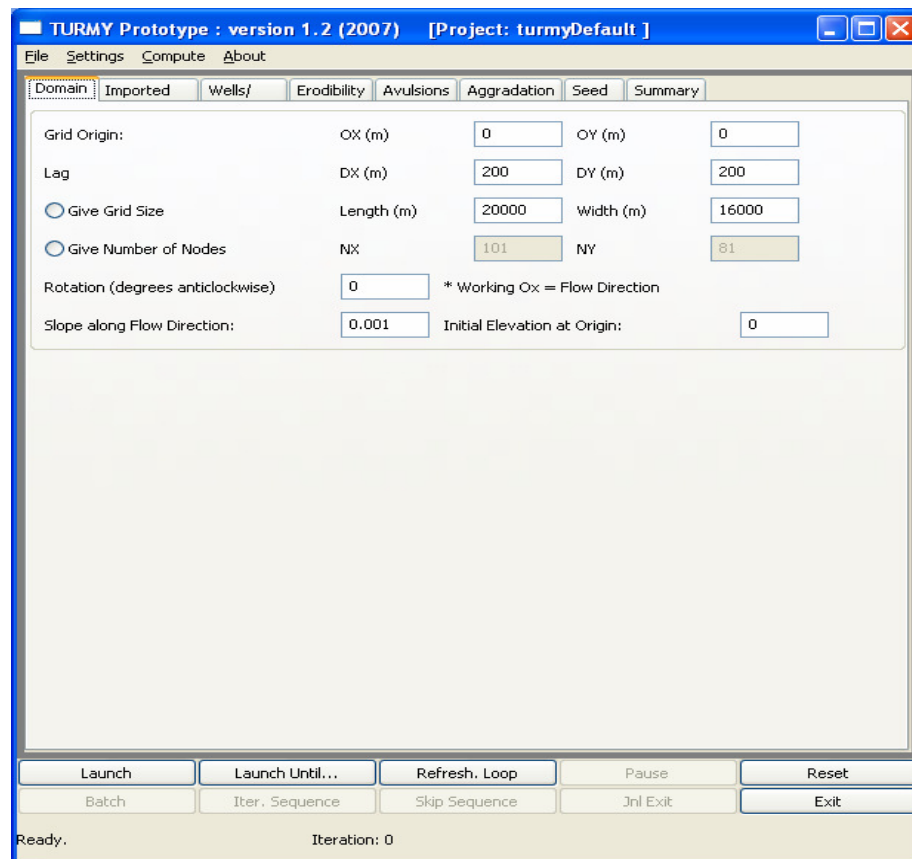 TURMY Prototype : version 1.2 (2007) [Project: turmyDefault ]
File Settings Compute About
Domain Imported Wells/ Erodibility Avulsions Aggradation Seed Summary
Grid Origin: OX (m) 0 OY (m) 0
Lag DX (m) 200 DY (m) 200
Give Grid Size Length (m) 20000 Width (m) 16000
Give Number of Nodes NX 101 NY 81
Rotation (degrees anticlockwise) 0 * Working Ox = Flow Direction
Slope along Flow Direction: 0.001 Initial Elevation at Origin: 0
Launch Launch Until... Refresh. Loop Pause Reset
Batch Iter. Sequence Skip Sequence Jnl Exit Exit
Ready. Iteration: 0